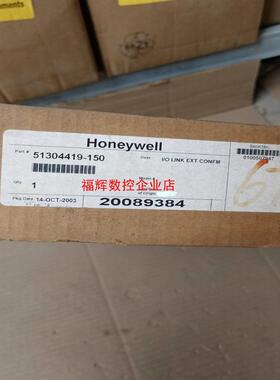 Honeywell
Part # 51304419-150
Desc I/O LINK EXT CONFM
Qty 1
Pkg Date 14-OCT-2003
20089384
福辉数控企业店